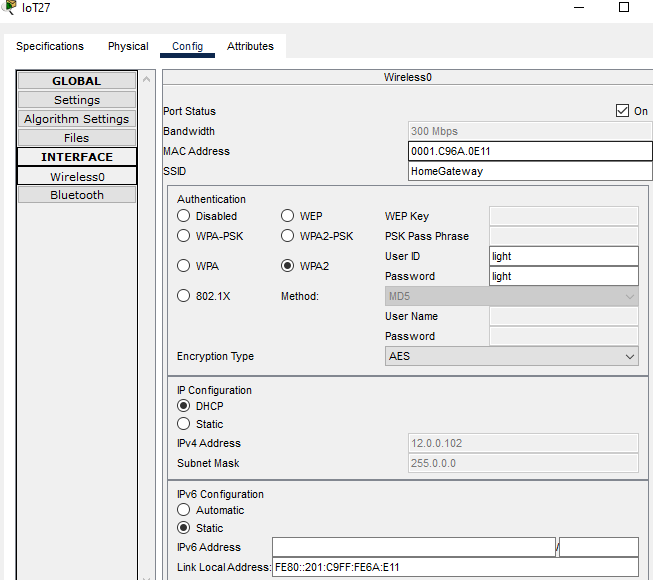 IoT27
Specifications Physical Config Attributes
GLOBAL
Settings
Algorithm Settings
Files
INTERFACE
Wireless0
Bluetooth
Wireless0
Port Status On
Bandwidth 300 Mbps
MAC Address 0001.C96A.0E11
SSID HomeGateway
Authentication
Disabled WEP WEP Key
WPA-PSK WPA2-PSK PSK Pass Phrase
User ID light
WPA WPA2
Password light
802.1X Method: MD5
User Name
Password
Encryption Type AES
IP Configuration
DHCP
Static
IPv4 Address 12.0.0.102
Subnet Mask 255.0.0.0
IPv6 Configuration
Automatic
Static
IPv6 Address /
Link Local Address: FE80::201:C9FF:FE6A:E11